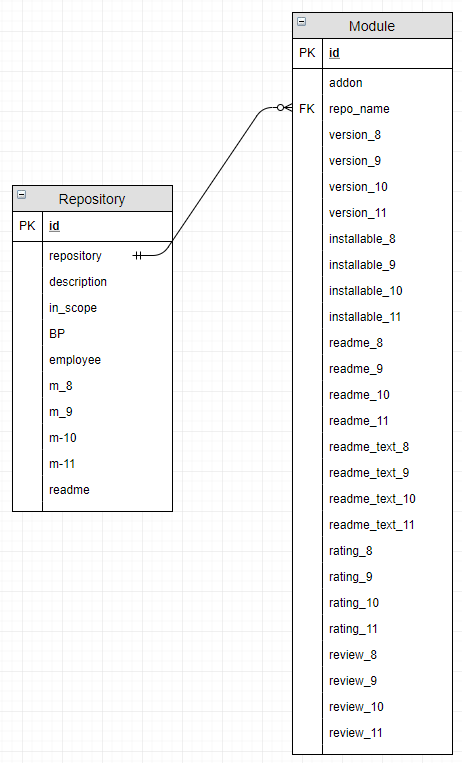 Module
PK id
addon
FK repo_name
version_8
version_9
version_10
version_11
installable_8
installable_9
installable_10
installable_11
readme_8
readme_9
readme_10
readme_11
readme_text_8
readme_text_9
readme_text_10
readme_text_11
rating_8
rating_9
rating_10
rating_11
review_8
review_9
review_10
review_11
Repository
PK id
repository
description
in_scope
BP
employee
m_8
m_9
m-10
m-11
readme